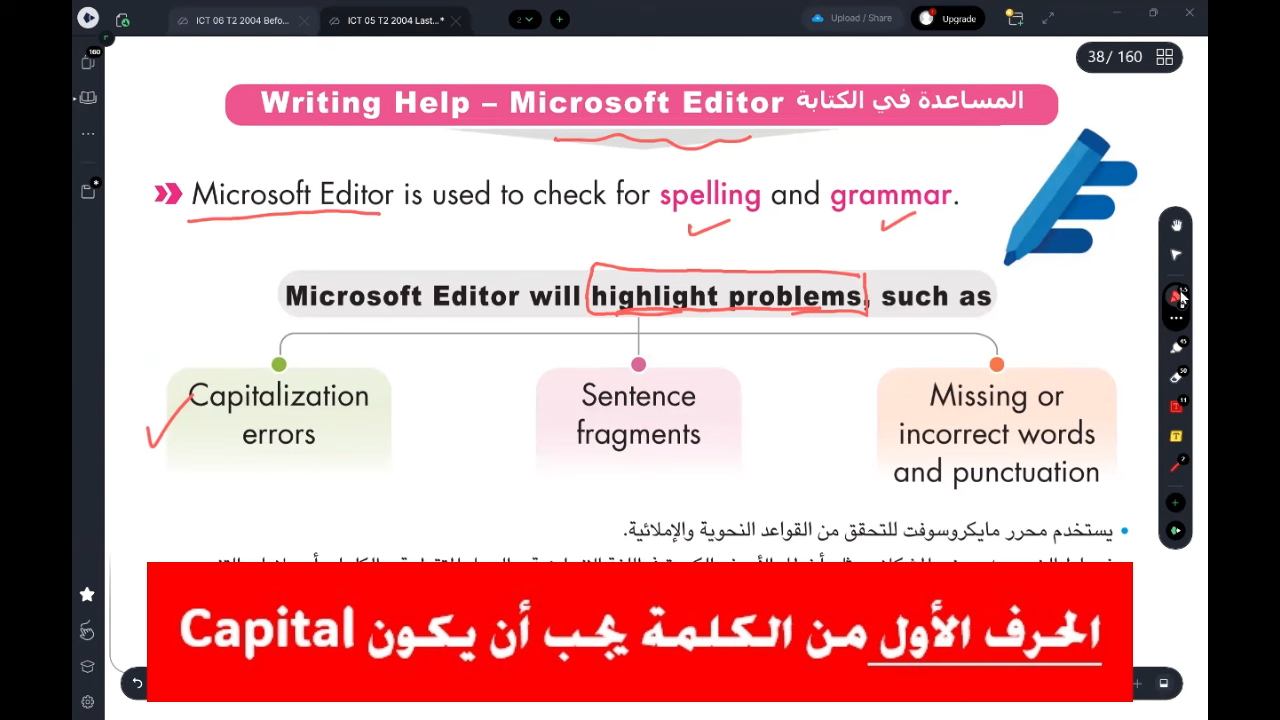 ICT 06 T2 2004 Befo...
ICT 05 T2 2004 Last...*
2
Upload / Share
Upgrade
160
38/ 160
Writing Help – Microsoft Editor المساعدة في الكتابة
Microsoft Editor is used to check for spelling and grammar.
Microsoft Editor will highlight problems, such as
Capitalization
errors
Sentence
fragments
Missing or
incorrect words
and punctuation
• يستخدم محرر مايكروسوفت للتحقق من القواعد النحوية والإملائية.
الحرف الأول من الكلمة يجب أن يكون Capital